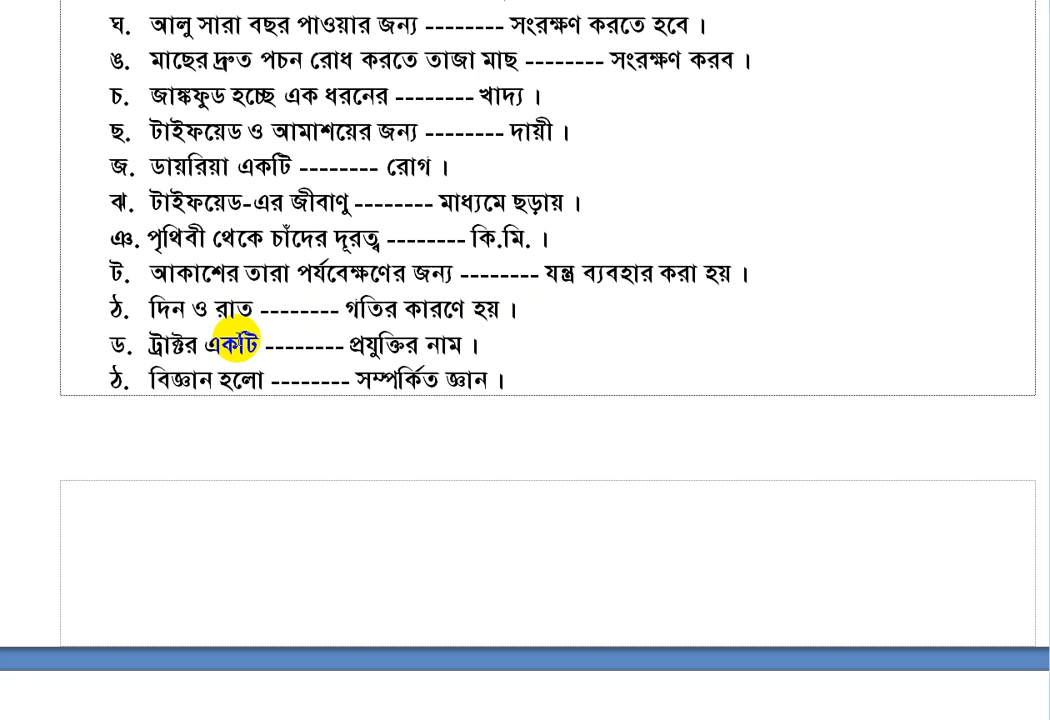 ঘ. আলু সারা বছর পাওয়ার জন্য -------- সংরক্ষণ করতে হবে ।
ঙ. মাছের দ্রুত পচন রোধ করতে তাজা মাছ -------- সংরক্ষণ করব ।
চ. জাঙ্কফুড হচ্ছে এক ধরনের -------- খাদ্য ।
ছ. টাইফয়েড ও আমাশয়ের জন্য -------- দায়ী ।
জ. ডায়রিয়া একটি -------- রোগ ।
ঝ. টাইফয়েড-এর জীবাণু -------- মাধ্যমে ছড়ায় ।
ঞ. পৃথিবী থেকে চাঁদের দূরত্ব -------- কি.মি. ।
ট. আকাশের তারা পর্যবেক্ষণের জন্য -------- যন্ত্র ব্যবহার করা হয় ।
ঠ. দিন ও রাত -------- গতির কারণে হয় ।
ড. ট্রাক্টর একটি -------- প্রযুক্তির নাম ।
ঠ. বিজ্ঞান হলো -------- সম্পর্কিত জ্ঞান ।